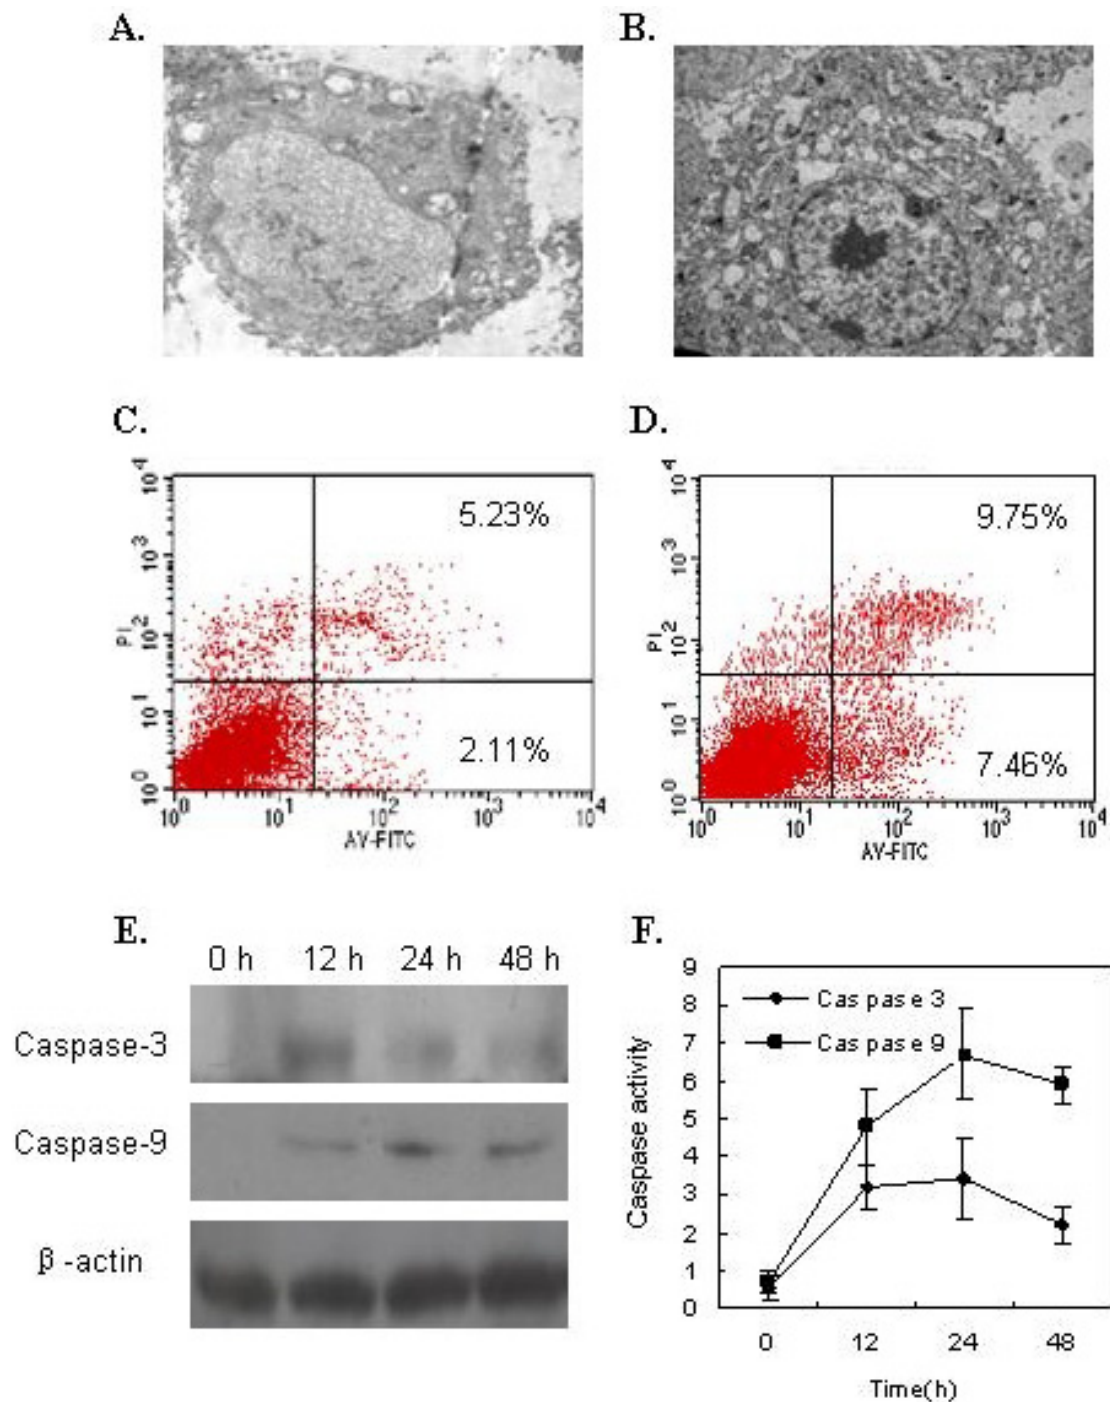 A.
B.
C.
D.
10^4
10^3
10^2
10^1
10^0
PI
5.23%
2.11%
10^0 10^1 10^2 10^3 10^4
AV-FITC
10^4
10^3
10^2
10^1
10^0
PI
9.75%
7.46%
10^0 10^1 10^2 10^3 10^4
AV-FITC
E.
0 h 12 h 24 h 48 h
Caspase-3
Caspase-9
β-actin
F.
9
8
7
6
5
4
3
2
1
0
Caspase activity
Caspase 3
Caspase 9
0 12 24 48
Time(h)